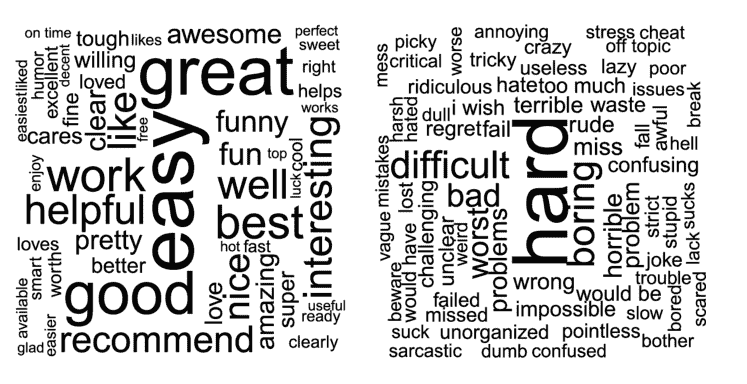 on time
tough
likes
awesome
perfect
sweet
easiest
liked
humor
excellent
decent
willing
loved
great
right
helps
works
fine
clear
like
free
cares
easy
funny
enjoy
work
fun
top
luck
cool
interesting
well
helpful
best
loves
pretty
hot
fast
smart
worth
better
available
good
love
nice
amazing
super
useful
ready
glad
easier
recommend
clearly
mess
picky
critical
worse
annoying
tricky
crazy
useless
stress
cheat
off topic
lazy
poor
ridiculous
hate
too much
issues
break
harsh
hated
dull
i wish
terrible
waste
regret
fail
hard
rude
miss
fall
awful
hell
vague
mistakes
difficult
boring
confusing
lost
challenging
bad
would have
unclear
weird
worst
problems
horrible
problem
strict
stupid
lack
sucks
joke
wrong
trouble
beware
failed
missed
impossible
would be
slow
bored
scared
suck
unorganized
pointless
bother
sarcastic
dumb
confused